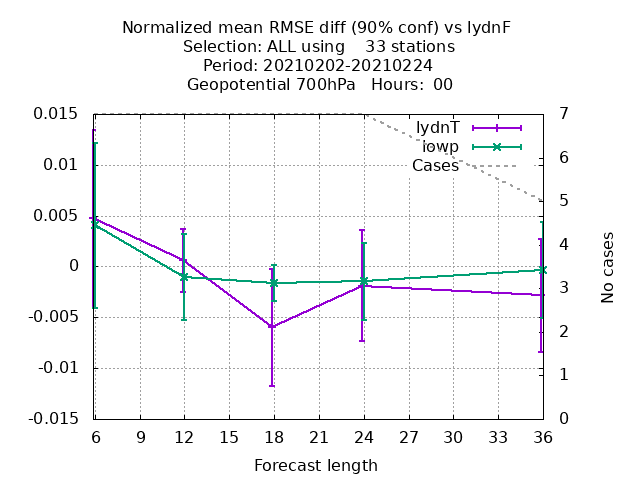 Normalized mean RMSE diff (90% conf) vs lydnF
Selection: ALL using    33 stations
Period: 20210202-20210224
Geopotential 700hPa   Hours:  00
0.015
0.01
0.005
0
-0.005
-0.01
-0.015
lydnT
iowp
Cases
7
6
5
4
3
2
1
0
No cases
6 9 12 15 18 21 24 27 30 33 36
Forecast length